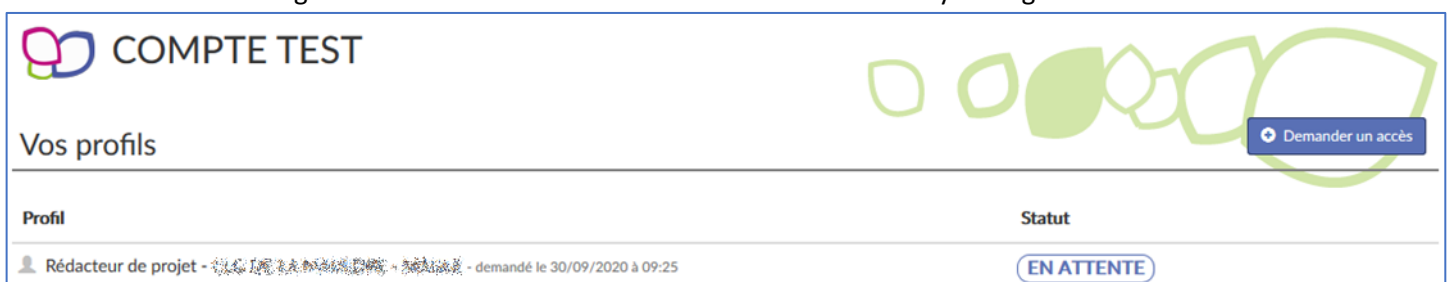 COMPTE TEST
Vos profils
Demander un accès
Profil Statut
Rédacteur de projet - - demandé le 30/09/2020 à 09:25 EN ATTENTE